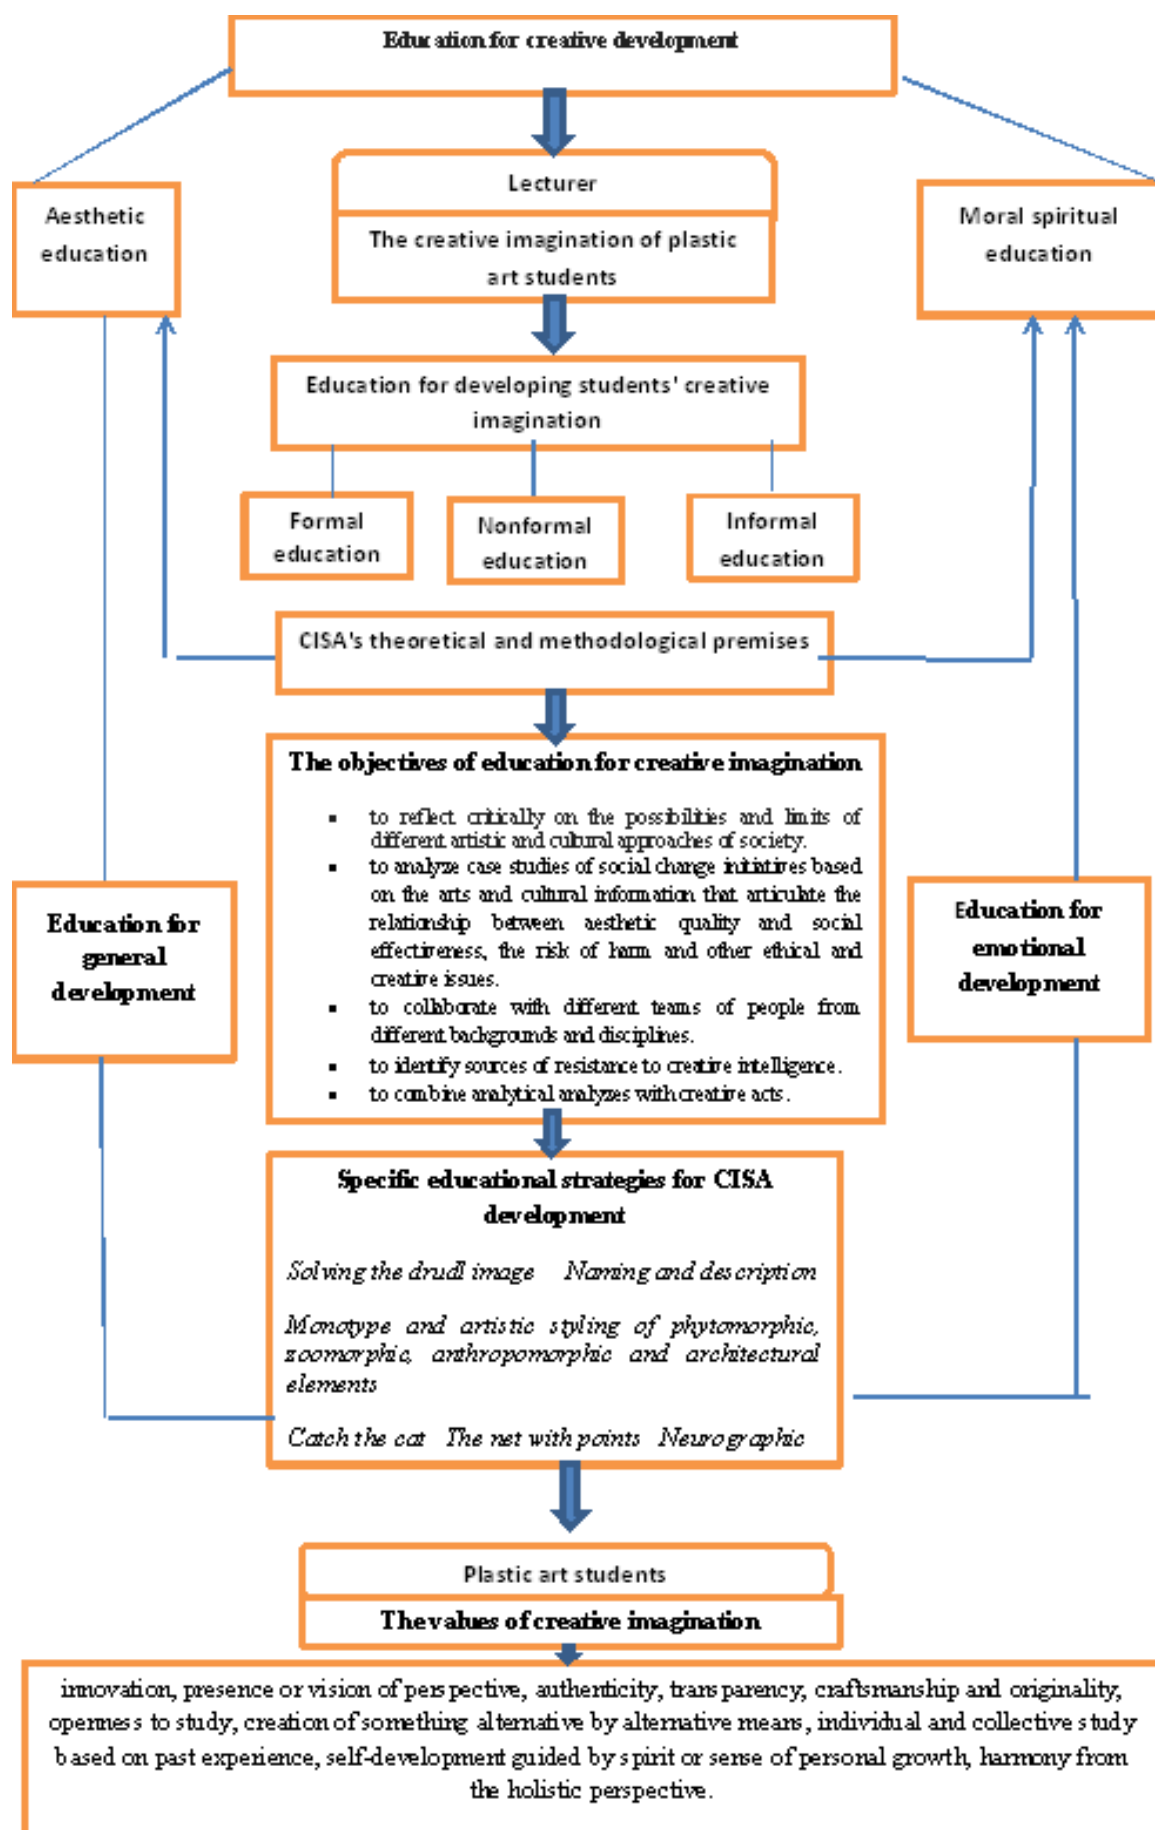 Education for creative development
Lecturer
Aesthetic
education
Moral spiritual
education
The creative imagination of plastic
art students
Education for developing students' creative
imagination
Formal
education
Nonformal
education
Informal
education
CISA's theoretical and methodological premises
The objectives of education for creative imagination
▪ to reflect critically on the possibilities and limits of
different artistic and cultural approaches of society.
▪ to analyze case studies of social change initiatives based
on the arts and cultural information that articulate the
relationship between aesthetic quality and social
effectiveness, the risk of harm and other ethical and
creative issues.
▪ to collaborate with different teams of people from
different backgrounds and disciplines.
▪ to identify sources of resistance to creative intelligence.
▪ to combine analytical analyzes with creative acts.
Education for
general
development
Education for
emotional
development
Specific educational strategies for CISA
development
Solving the drudl image Naming and description
Monotype and artistic styling of phytomorphic,
zoomorphic, anthropomorphic and architectural
elements
Catch the cat The net with points Neurographic
Plastic art students
The values of creative imagination
innovation, presence or vision of perspective, authenticity, transparency, craftsmanship and originality,
openness to study, creation of something alternative by alternative means, individual and collective study
based on past experience, self-development guided by spirit or sense of personal growth, harmony from
the holistic perspective.